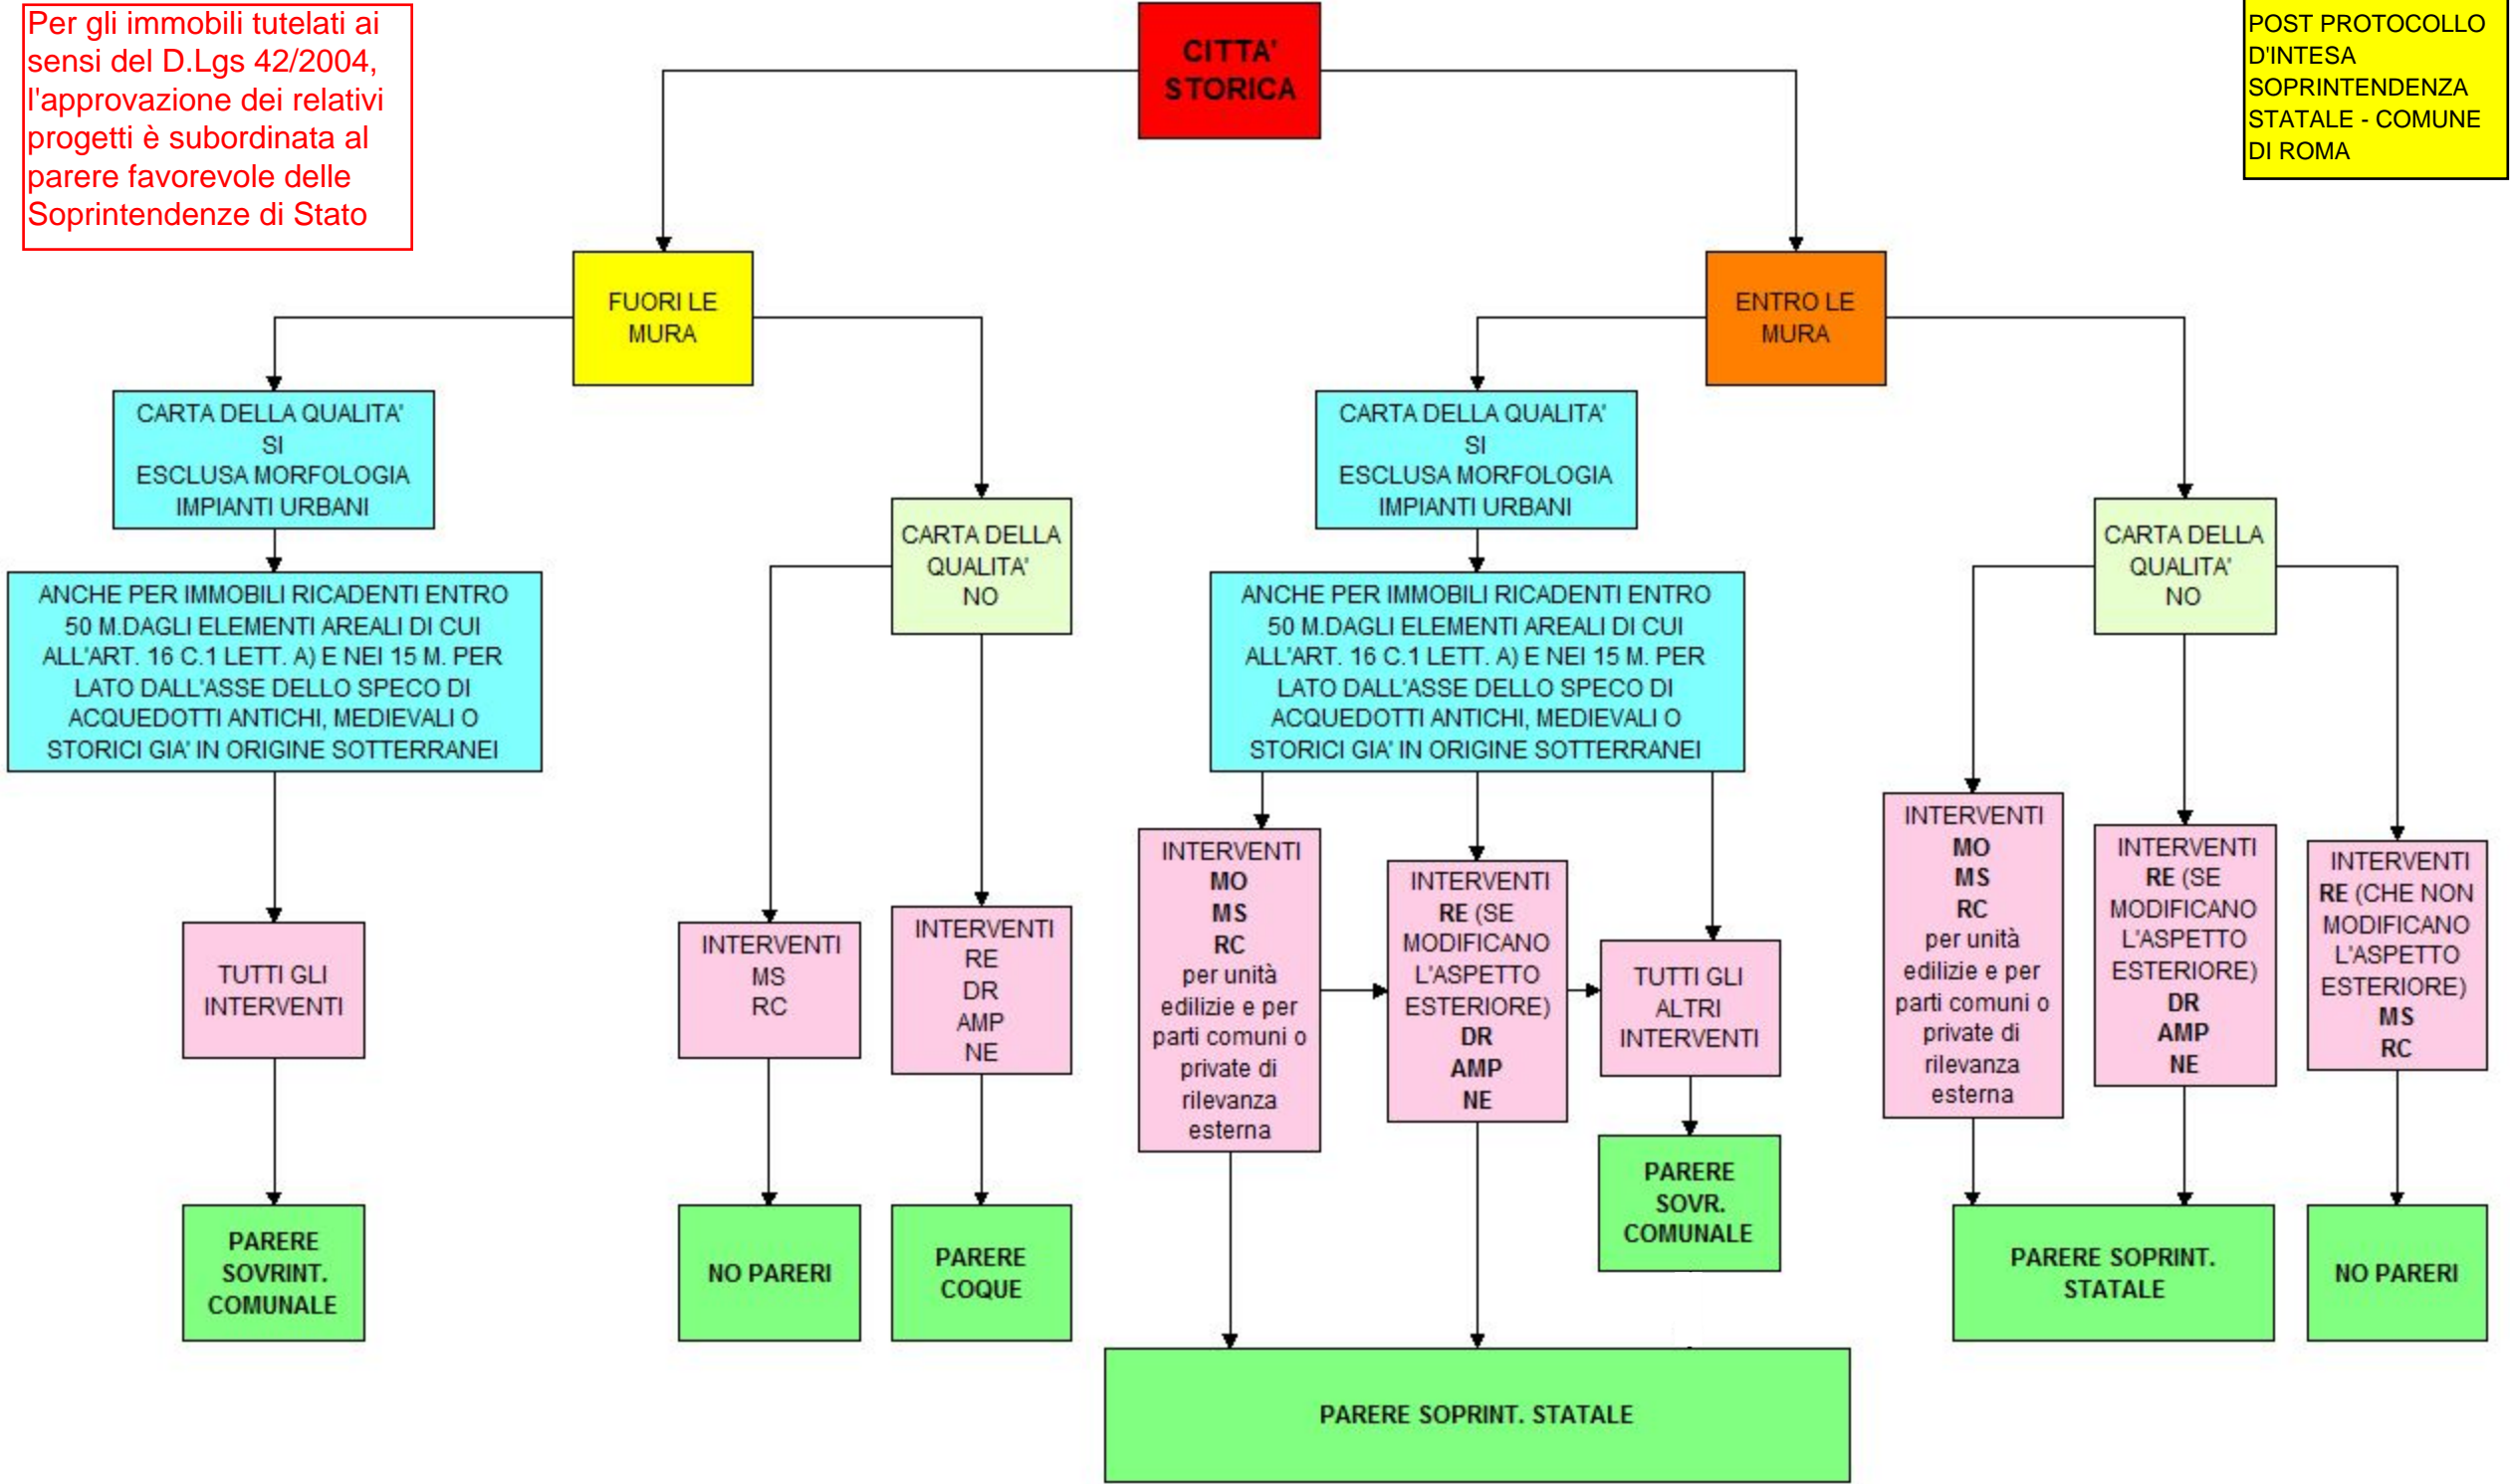 Per gli immobili tutelati ai
sensi del D.Lgs 42/2004,
l'approvazione dei relativi
progetti è subordinata al
parere favorevole delle
Soprintendenze di Stato
CITTA'
STORICA
POST PROTOCOLLO
D'INTESA
SOPRINTENDENZA
STATALE - COMUNE
DI ROMA
FUORI LE
MURA
ENTRO LE
MURA
CARTA DELLA QUALITA'
SI
ESCLUSA MORFOLOGIA
IMPIANTI URBANI
CARTA DELLA
QUALITA'
NO
CARTA DELLA QUALITA'
SI
ESCLUSA MORFOLOGIA
IMPIANTI URBANI
CARTA DELLA
QUALITA'
NO
ANCHE PER IMMOBILI RICADENTI ENTRO
50 M.DAGLI ELEMENTI AREALI DI CUI
ALL'ART. 16 C.1 LETT. A) E NEI 15 M. PER
LATO DALL'ASSE DELLO SPECO DI
ACQUEDOTTI ANTICHI, MEDIEVALI O
STORICI GIA' IN ORIGINE SOTTERRANEI
ANCHE PER IMMOBILI RICADENTI ENTRO
50 M.DAGLI ELEMENTI AREALI DI CUI
ALL'ART. 16 C.1 LETT. A) E NEI 15 M. PER
LATO DALL'ASSE DELLO SPECO DI
ACQUEDOTTI ANTICHI, MEDIEVALI O
STORICI GIA' IN ORIGINE SOTTERRANEI
TUTTI GLI
INTERVENTI
INTERVENTI
MS
RC
INTERVENTI
RE
DR
AMP
NE
INTERVENTI
MO
MS
RC
per unità
edilizie e per
parti comuni o
private di
rilevanza
esterna
INTERVENTI
RE (SE
MODIFICANO
L'ASPETTO
ESTERIORE)
DR
AMP
NE
TUTTI GLI
ALTRI
INTERVENTI
INTERVENTI
MO
MS
RC
per unità
edilizie e per
parti comuni o
private di
rilevanza
esterna
INTERVENTI
RE (SE
MODIFICANO
L'ASPETTO
ESTERIORE)
DR
AMP
NE
INTERVENTI
RE (CHE NON
MODIFICANO
L'ASPETTO
ESTERIORE)
MS
RC
PARERE
SOVRINT.
COMUNALE
NO PARERI
PARERE
COQUE
PARERE
SOVR.
COMUNALE
PARERE SOPRINT.
STATALE
NO PARERI
PARERE SOPRINT. STATALE